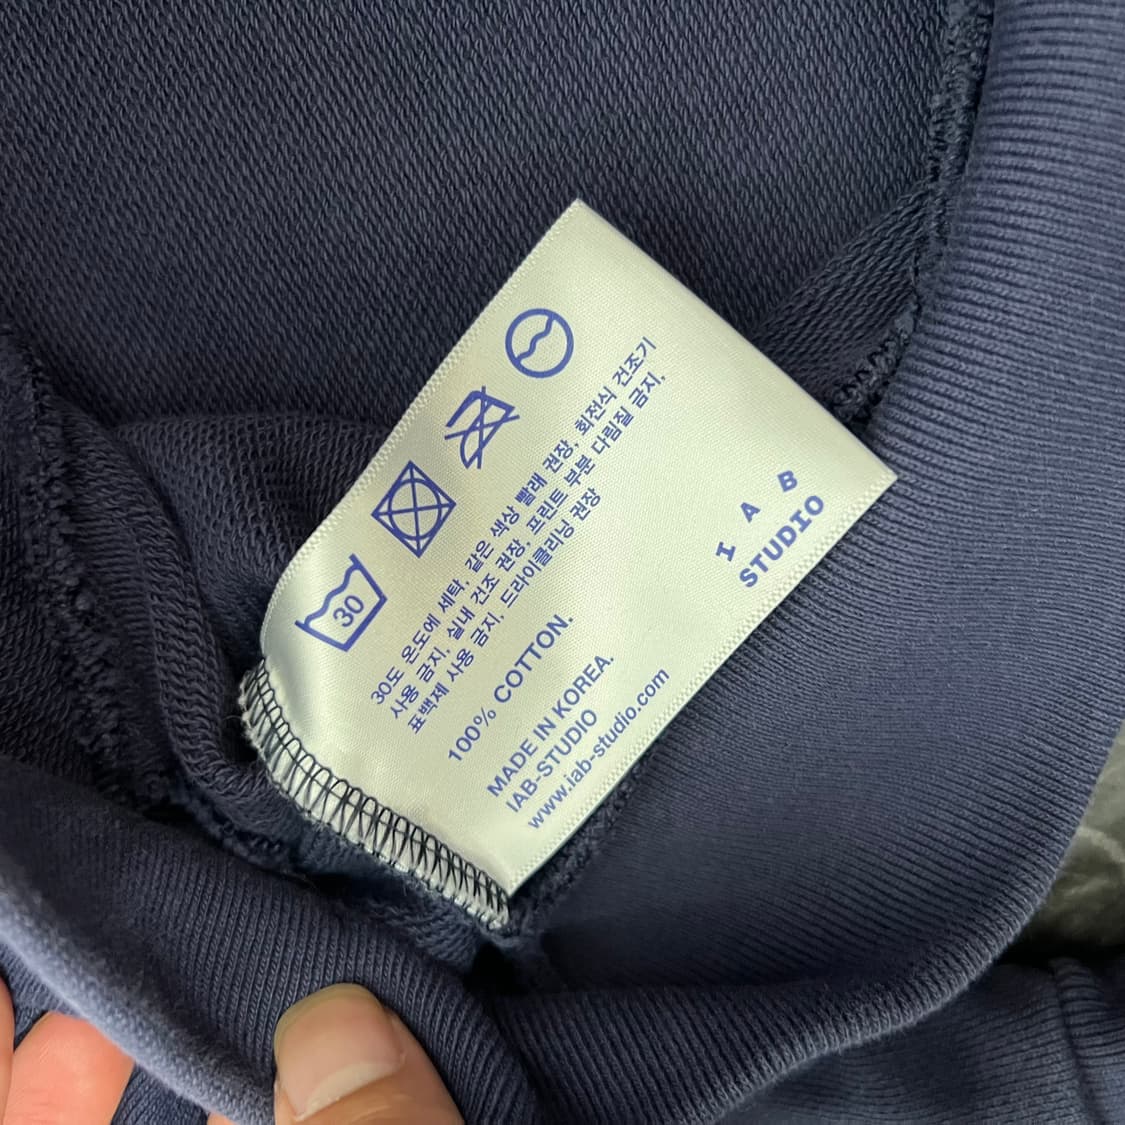 30
30도 온도에 세탁, 같은 색상 빨래 권장, 회전식 건조기
사용 금지, 실내 건조 권장, 프린트 부분 다림질 금지,
표백제 사용 금지, 드라이클리닝 권장
100% COTTON.
MADE IN KOREA.
IAB-STUDIO
www.iab-studio.com
I A B
STUDIO